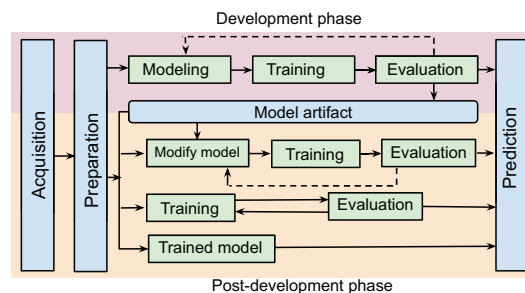 Development phase
Acquisition
Preparation
Modeling
Training
Evaluation
Prediction
Model artifact
Modify model
Training
Evaluation
Training
Evaluation
Trained model
Post-development phase